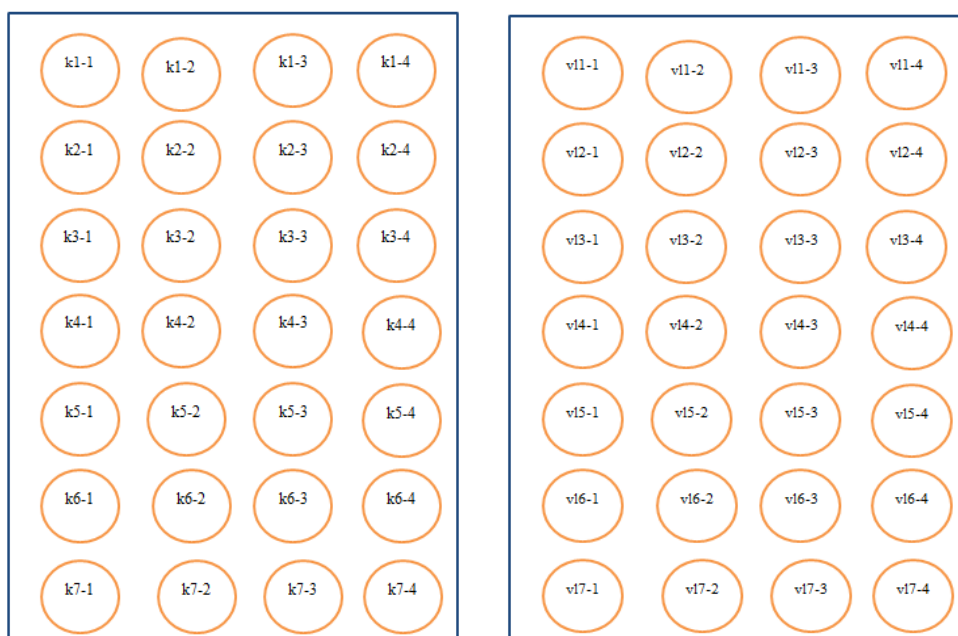 k1-1 k1-2 k1-3 k1-4
k2-1 k2-2 k2-3 k2-4
k3-1 k3-2 k3-3 k3-4
k4-1 k4-2 k4-3 k4-4
k5-1 k5-2 k5-3 k5-4
k6-1 k6-2 k6-3 k6-4
k7-1 k7-2 k7-3 k7-4
vl1-1 vl1-2 vl1-3 vl1-4
vl2-1 vl2-2 vl2-3 vl2-4
vl3-1 vl3-2 vl3-3 vl3-4
vl4-1 vl4-2 vl4-3 vl4-4
vl5-1 vl5-2 vl5-3 vl5-4
vl6-1 vl6-2 vl6-3 vl6-4
vl7-1 vl7-2 vl7-3 vl7-4